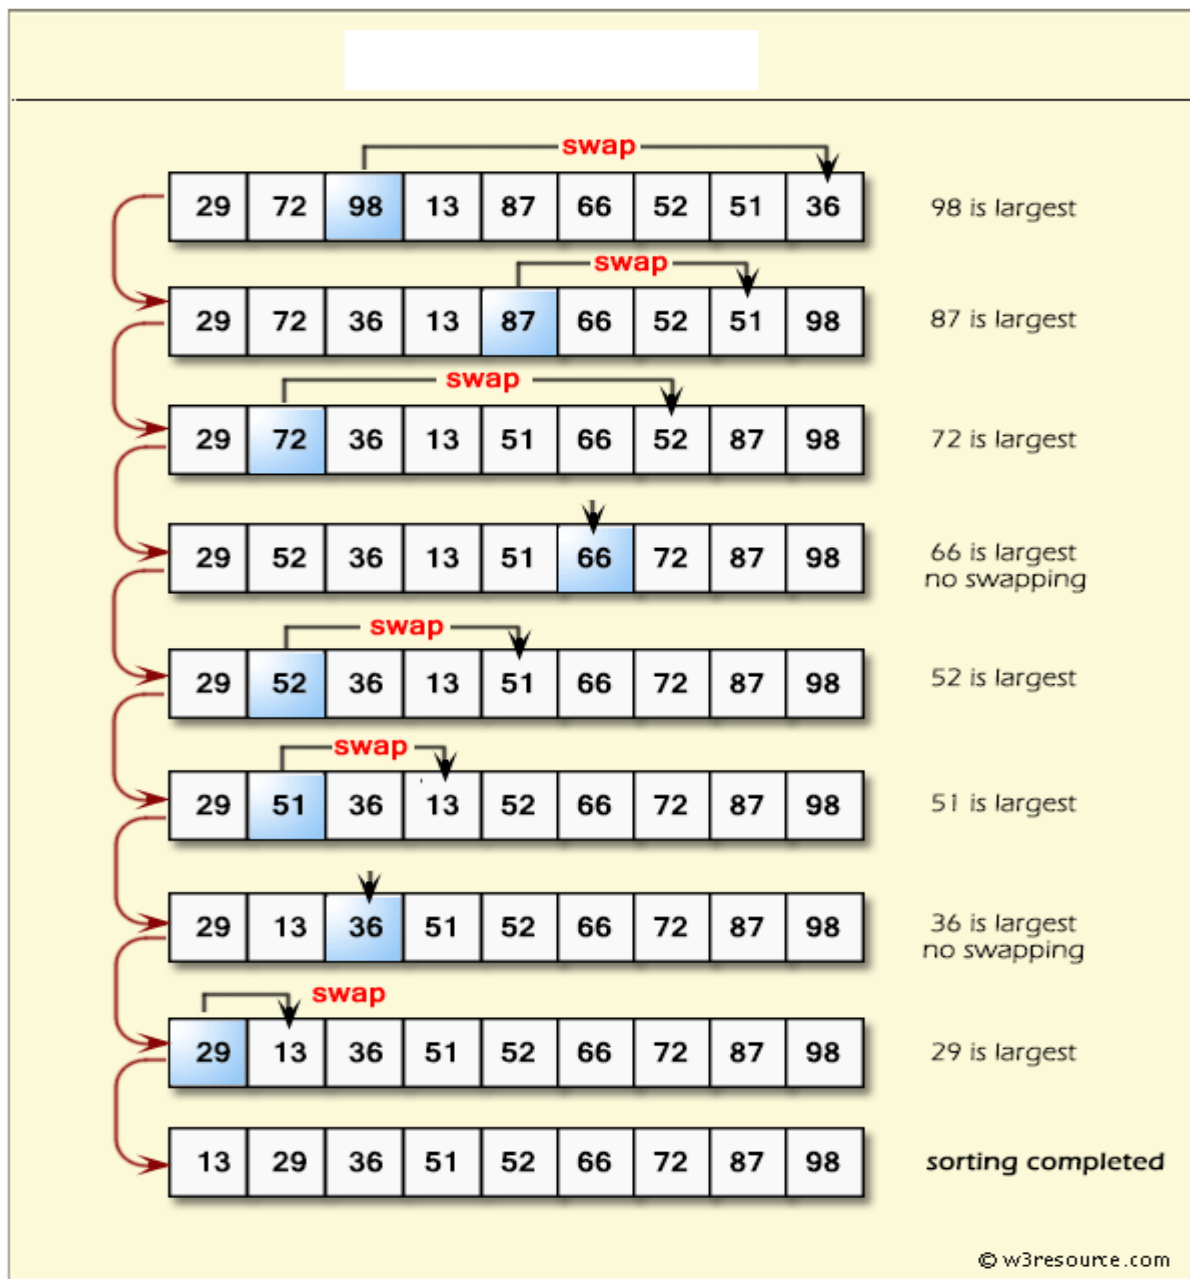 swap
29 72 98 13 87 66 52 51 36 98 is largest
swap
29 72 36 13 87 66 52 51 98 87 is largest
swap
29 72 36 13 51 66 52 87 98 72 is largest
29 52 36 13 51 66 72 87 98 66 is largest
no swapping
swap
29 52 36 13 51 66 72 87 98 52 is largest
swap
29 51 36 13 52 66 72 87 98 51 is largest
29 13 36 51 52 66 72 87 98 36 is largest
no swapping
swap
29 13 36 51 52 66 72 87 98 29 is largest
13 29 36 51 52 66 72 87 98 sorting completed
© w3resource.com